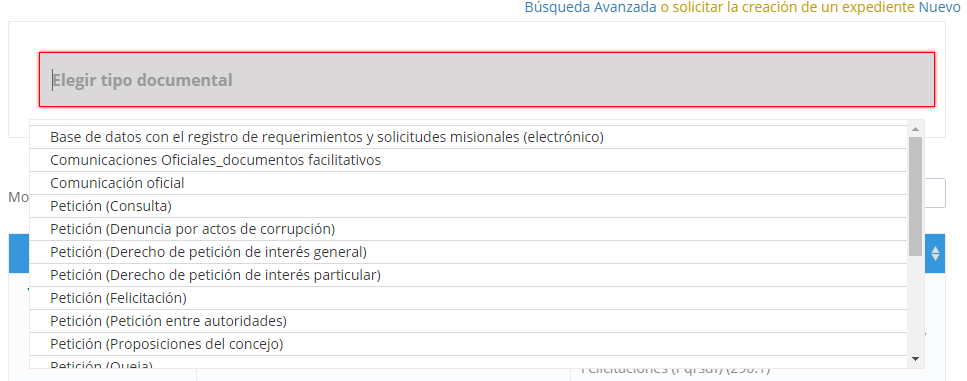 Búsqueda Avanzada o solicitar la creación de un expediente Nuevo
Elegir tipo documental
Base de datos con el registro de requerimientos y solicitudes misionales (electrónico)
Comunicaciones Oficiales_documentos facilitativos
Comunicación oficial
Mo
Petición (Consulta)
Petición (Denuncia por actos de corrupción)
Petición (Derecho de petición de interés general)
Petición (Derecho de petición de interés particular)
Petición (Felicitación)
Petición (Petición entre autoridades)
Petición (Proposiciones del concejo)
Petición (Queja)
Felicitaciones (Pqrsdf) (290.1)